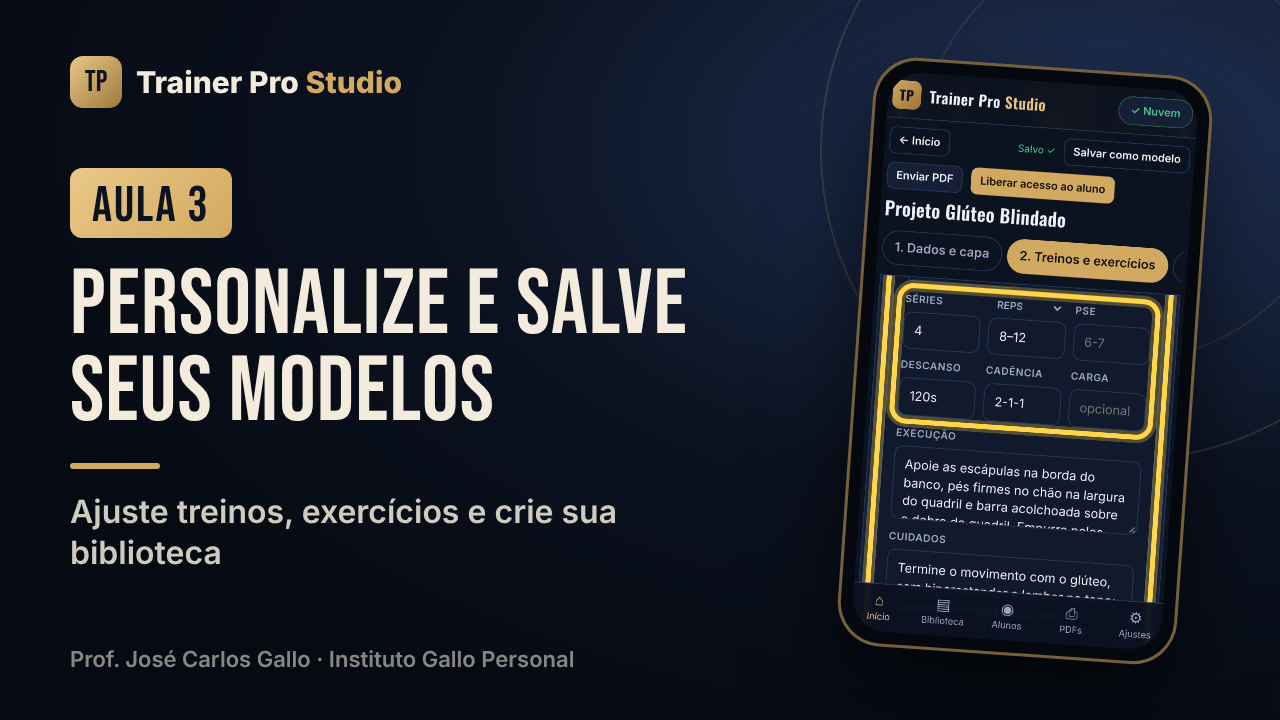 TP Trainer Pro Studio
AULA 3
PERSONALIZE E SALVE
SEUS MODELOS
Ajuste treinos, exercícios e crie sua
biblioteca
Prof. José Carlos Gallo · Instituto Gallo Personal
TP Trainer Pro Studio ✓ Nuvem
← Início Salvo ✓ Salvar como modelo
Enviar PDF Liberar acesso ao aluno
Projeto Glúteo Blindado
1. Dados e capa 2. Treinos e exercícios
SÉRIES REPS PSE
4 8–12 6-7
DESCANSO CADÊNCIA CARGA
120s 2-1-1 opcional
EXECUÇÃO
Apoie as escápulas na borda do
banco, pés firmes no chão na largura
do quadril e barra acolchoada sobre
CUIDADOS
Termine o movimento com o glúteo,
Início Biblioteca Alunos PDFs Ajustes